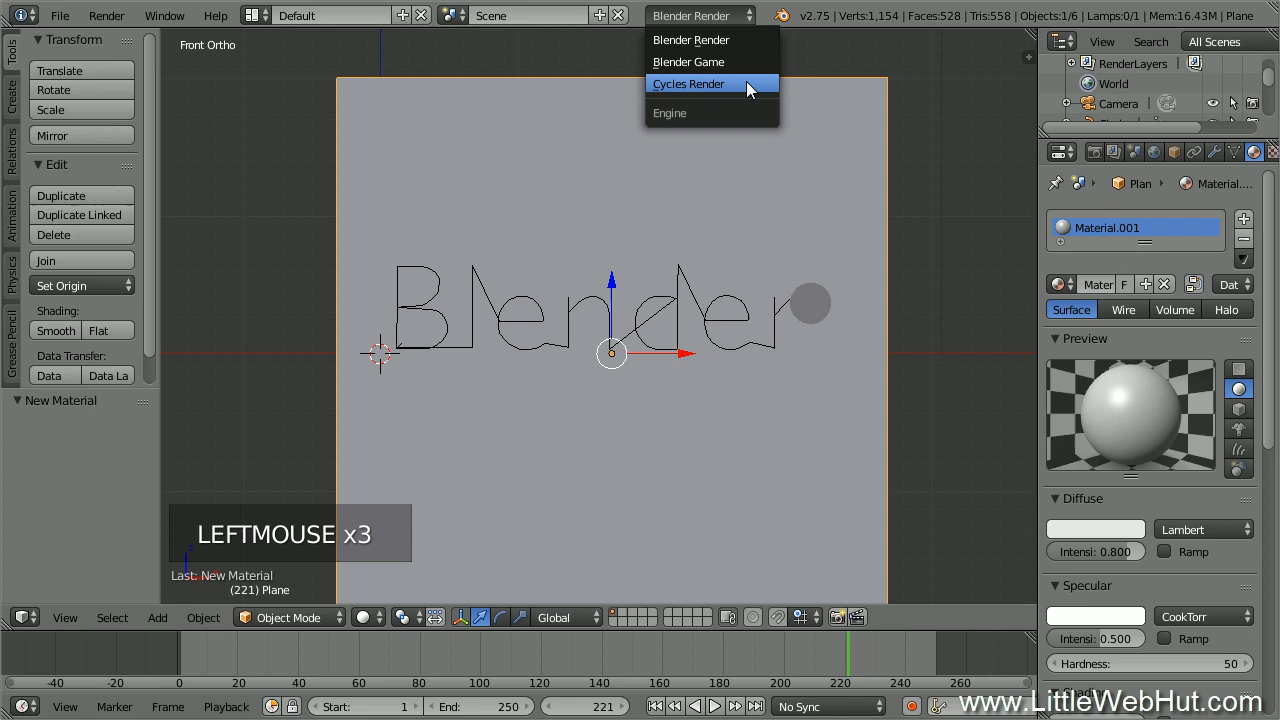 File Render Window Help Default Scene Blender Render v2.75 | Verts:1,154 | Faces:528 | Tris:558 | Objects:1/6 | Lamps:0/1 | Mem:16.43M | Plane
Blender Render
Blender Game
Cycles Render
Engine
Tools
Create
Relations
Animation
Physics
Grease Pencil
Transform
Translate
Rotate
Scale
Mirror
Edit
Duplicate
Duplicate Linked
Delete
Join
Set Origin
Shading:
Smooth Flat
Data Transfer:
Data Data La
New Material
Front Ortho
Blender
LEFTMOUSE x3
Last: New Material
(221) Plane
View Search All Scenes
RenderLayers
World
Camera
Plan Material....
Material.001
Mater F Dat
Surface Wire Volume Halo
Preview
Diffuse
Lambert
Intensi: 0.800 Ramp
Specular
CookTorr
Intensi: 0.500 Ramp
Hardness: 50
View Select Add Object Object Mode Global
-40 -20 0 20 40 60 80 100 120 140 160 180 200 220 240 260
View Marker Frame Playback Start: 1 End: 250 221 No Sync
www.LittleWebHut.com